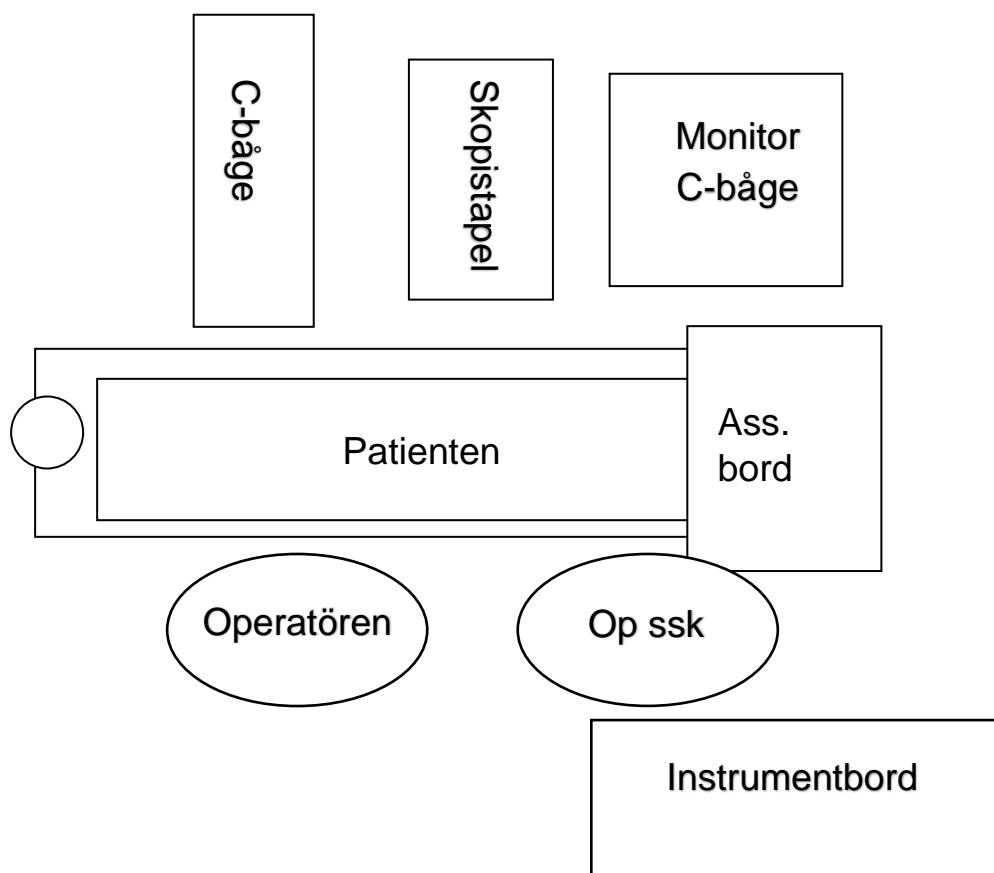 C-båge
Skopistapel
Monitor
C-båge
Patienten
Ass.
bord
Operatören
Op ssk
Instrumentbord